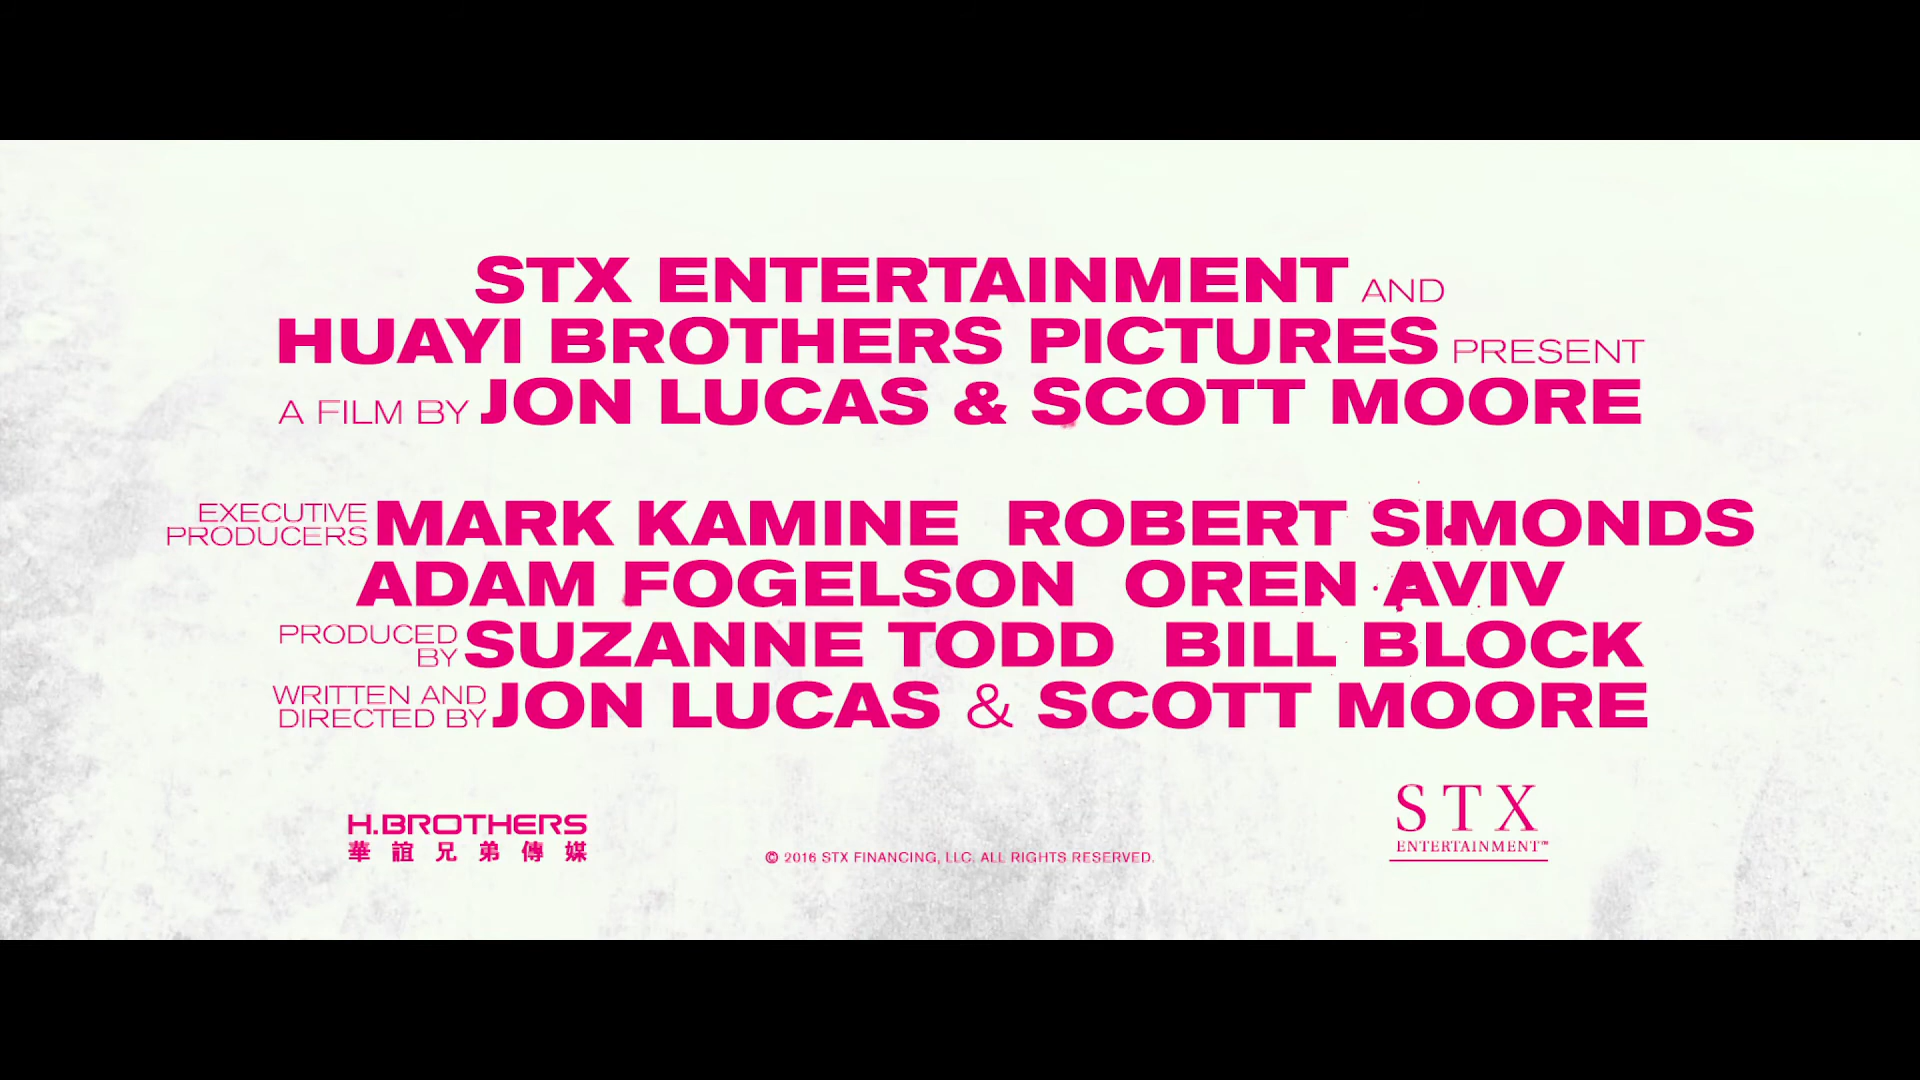 STX ENTERTAINMENT AND
HUAYI BROTHERS PICTURES PRESENT
A FILM BY JON LUCAS & SCOTT MOORE
EXECUTIVE PRODUCERS MARK KAMINE ROBERT SIMONDS
ADAM FOGELSON OREN AVIV
PRODUCED BY SUZANNE TODD BILL BLOCK
WRITTEN AND DIRECTED BY JON LUCAS & SCOTT MOORE
H.BROTHERS
華誼兄弟傳媒
© 2016 STX FINANCING, LLC. ALL RIGHTS RESERVED.
STX
ENTERTAINMENT™